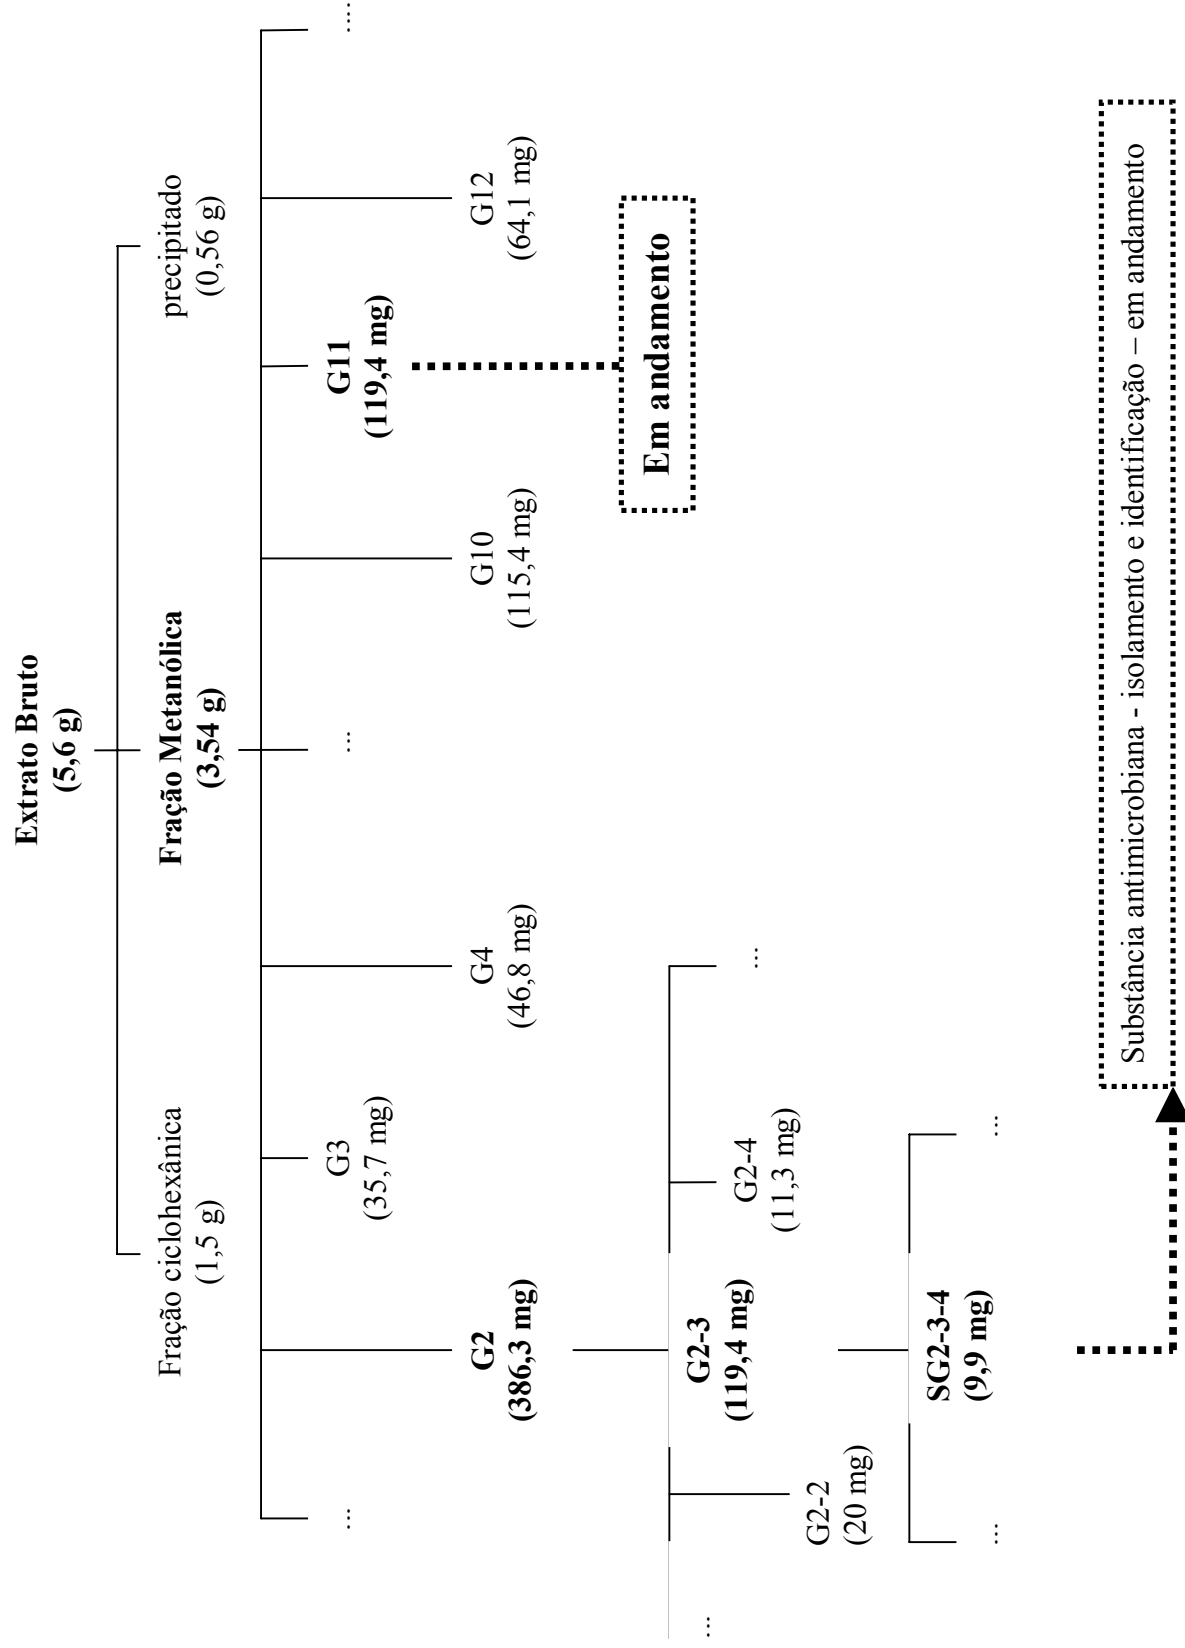 Extrato Bruto
(5,6 g)
Fração ciclohexânica
(1,5 g)
Fração Metanólica
(3,54 g)
precipitado
(0,56 g)
...
G2
(386,3 mg)
G3
(35,7 mg)
G4
(46,8 mg)
...
G10
(115,4 mg)
G11
(119,4 mg)
G12
(64,1 mg)
...
Em andamento
...
G2-2
(20 mg)
G2-3
(119,4 mg)
G2-4
(11,3 mg)
...
...
SG2-3-4
(9,9 mg)
...
Substância antimicrobiana - isolamento e identificação – em andamento